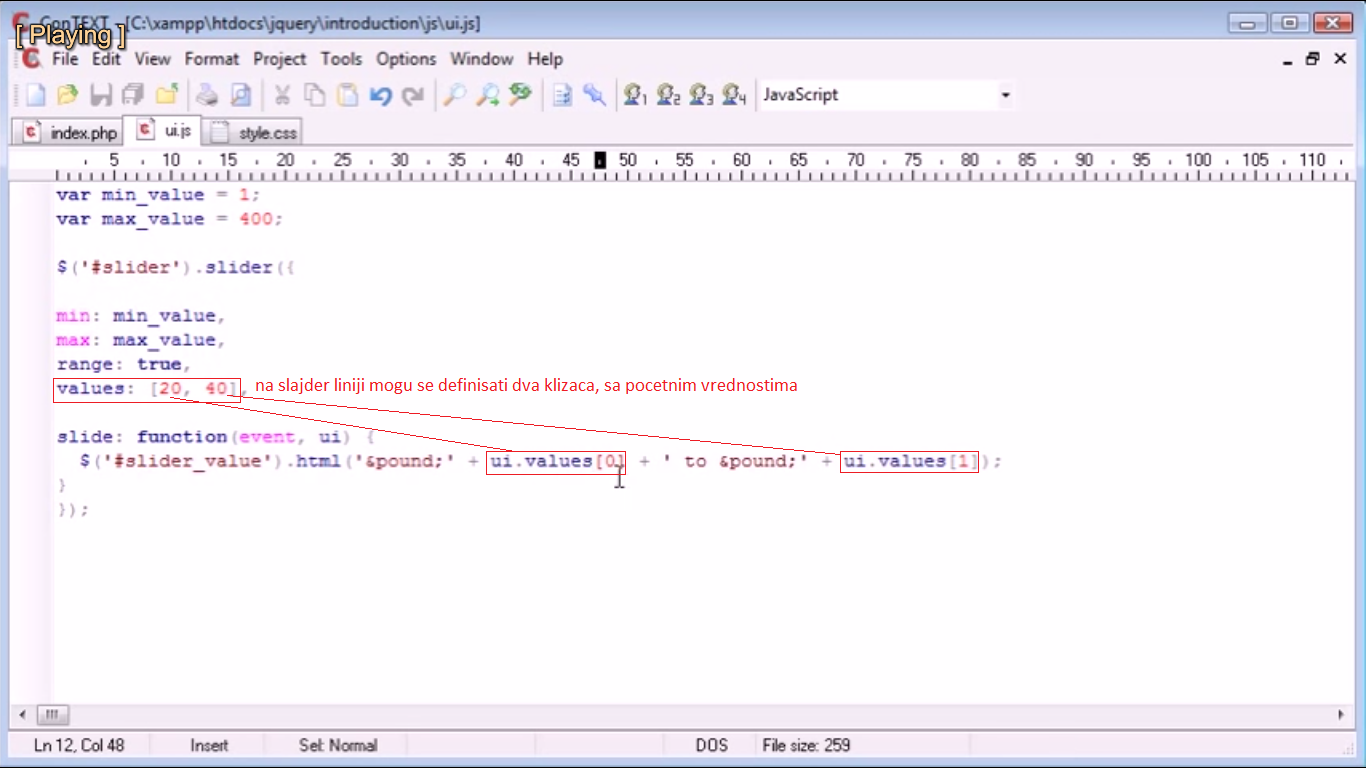 ConTEXT - [C:\xampp\htdocs\jquery\introduction\js\ui.js]
[ Playing ]
File Edit View Format Project Tools Options Window Help
1 2 3 4 JavaScript
index.php ui.js style.css
5 10 15 20 25 30 35 40 45 50 55 60 65 70 75 80 85 90 95 100 105 110
var min_value = 1;
var max_value = 400;
$('#slider').slider({
min: min_value,
max: max_value,
range: true,
values: [20, 40], na slajder liniji mogu se definisati dva klizaca, sa pocetnim vrednostima
slide: function(event, ui) {
$('#slider_value').html('&pound;' + ui.values[0] + ' to &pound;' + ui.values[1]);
}
});
Ln 12, Col 48 Insert Sel: Normal DOS File size: 259